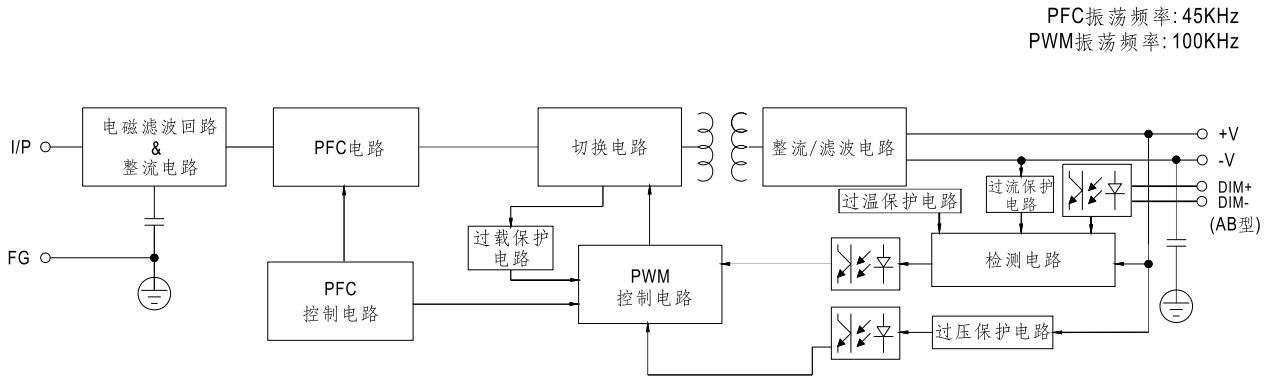 PFC振荡频率: 45KHz
PWM振荡频率: 100KHz
I/P
电磁滤波回路
&
整流电路
PFC电路
切换电路
整流/滤波电路
+V
-V
DIM+
DIM-
(AB型)
过温保护电路
过流保护
电路
过载保护
电路
FG
PFC
控制电路
PWM
控制电路
检测电路
过压保护电路